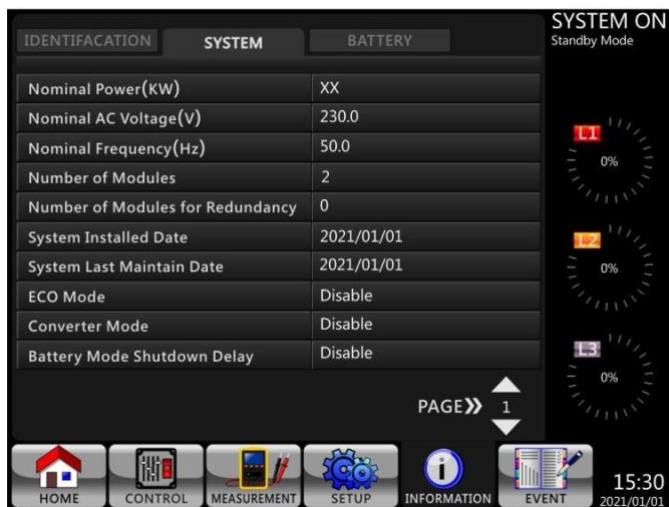 SYSTEM ON
Standby Mode
IDENTIFACATION SYSTEM BATTERY
Nominal Power(KW) XX
Nominal AC Voltage(V) 230.0
Nominal Frequency(Hz) 50.0
Number of Modules 2
Number of Modules for Redundancy 0
System Installed Date 2021/01/01
System Last Maintain Date 2021/01/01
ECO Mode Disable
Converter Mode Disable
Battery Mode Shutdown Delay Disable
L1
0%
L2
0%
L3
0%
PAGE 1
HOME CONTROL MEASUREMENT SETUP INFORMATION EVENT
15:30
2021/01/01